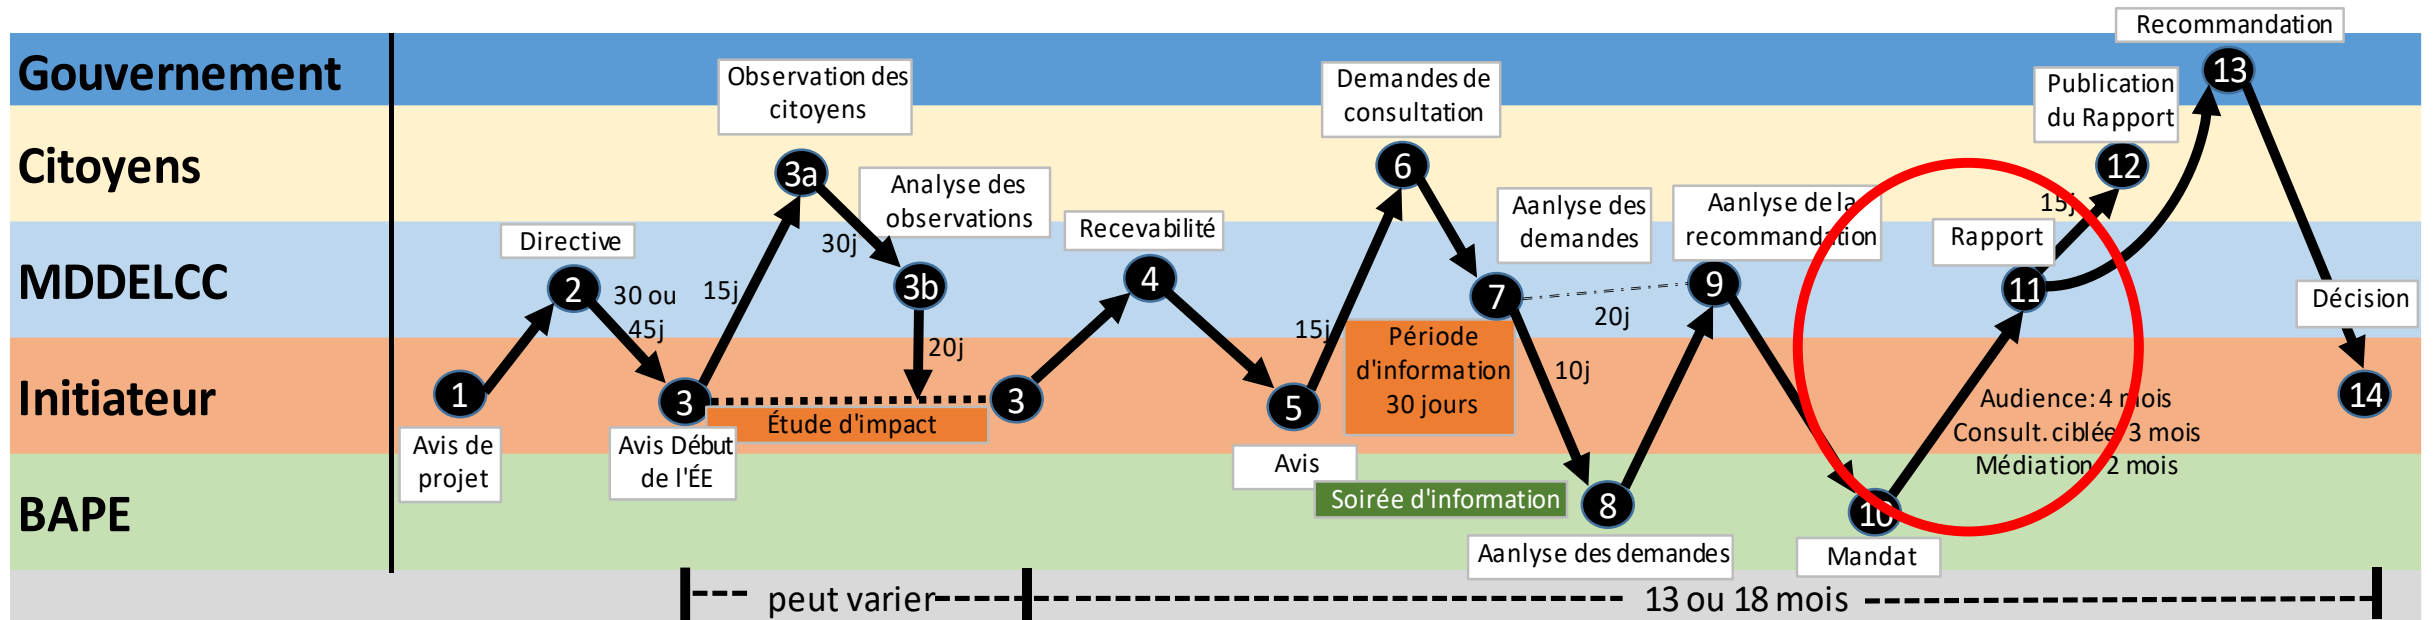 Recommandation
Gouvernement
13
Observation des
citoyens
Demandes de
consultation
Publication
du Rapport
Citoyens
3a
6
12
Analyse des
observations
Aanlyse des
demandes
Aanlyse de la
recommandation
15j
Directive
Recevabilité
Rapport
30j
MDDELCC
2
30 ou
45j
15j
3b
4
7
9
11
20j
Décision
15j
Période
d'information
30 jours
20j
10j
Initiateur
1
3
3
5
14
Étude d'impact
Audience: 4 mois
Consult. ciblée: 3 mois
Médiation: 2 mois
Avis de
projet
Avis Début
de l'ÉE
Avis
Soirée d'information
BAPE
8
10
Aanlyse des demandes
Mandat
peut varier
13 ou 18 mois